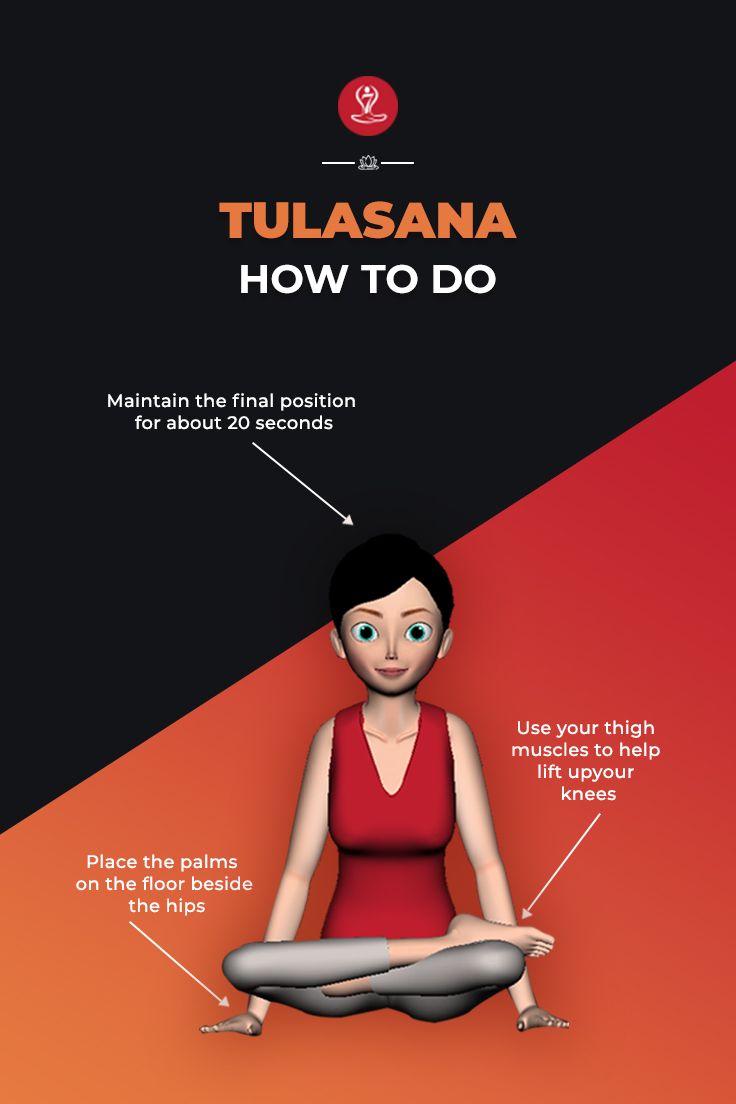 TULASANA
HOW TO DO
Maintain the final position
for about 20 seconds
Use your thigh
muscles to help
lift upyour
knees
Place the palms
on the floor beside
the hips